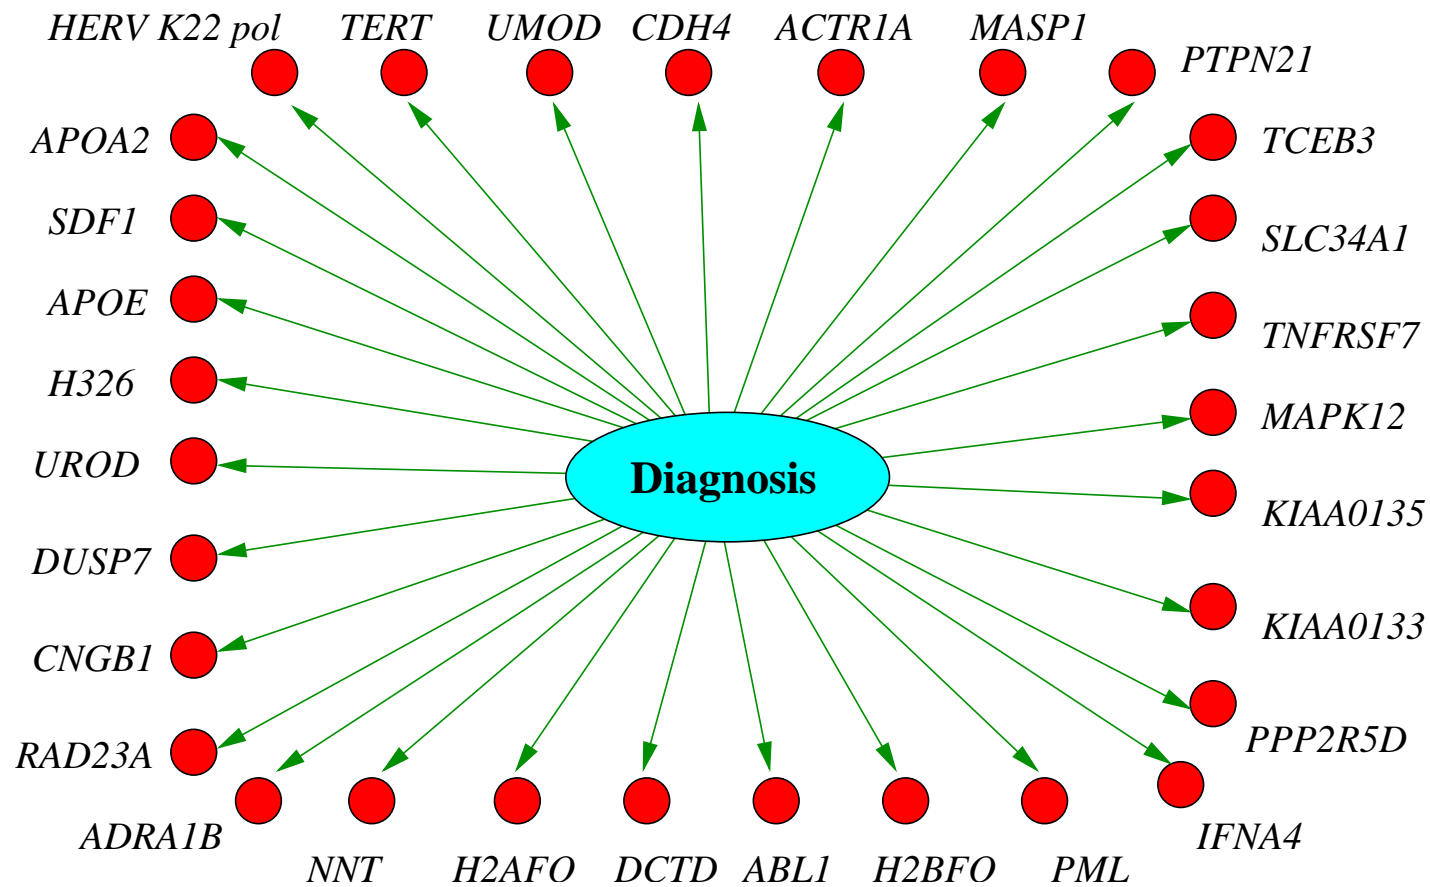 HERV K22 pol
TERT
UMOD
CDH4
ACTR1A
MASP1
PTPN21
APOA2
TCEB3
SDF1
SLC34A1
APOE
TNFRSF7
H326
MAPK12
UROD
Diagnosis
KIAA0135
DUSP7
KIAA0133
CNGB1
PPP2R5D
RAD23A
ADRA1B
IFNA4
NNT
H2AFO
DCTD
ABL1
H2BFO
PML